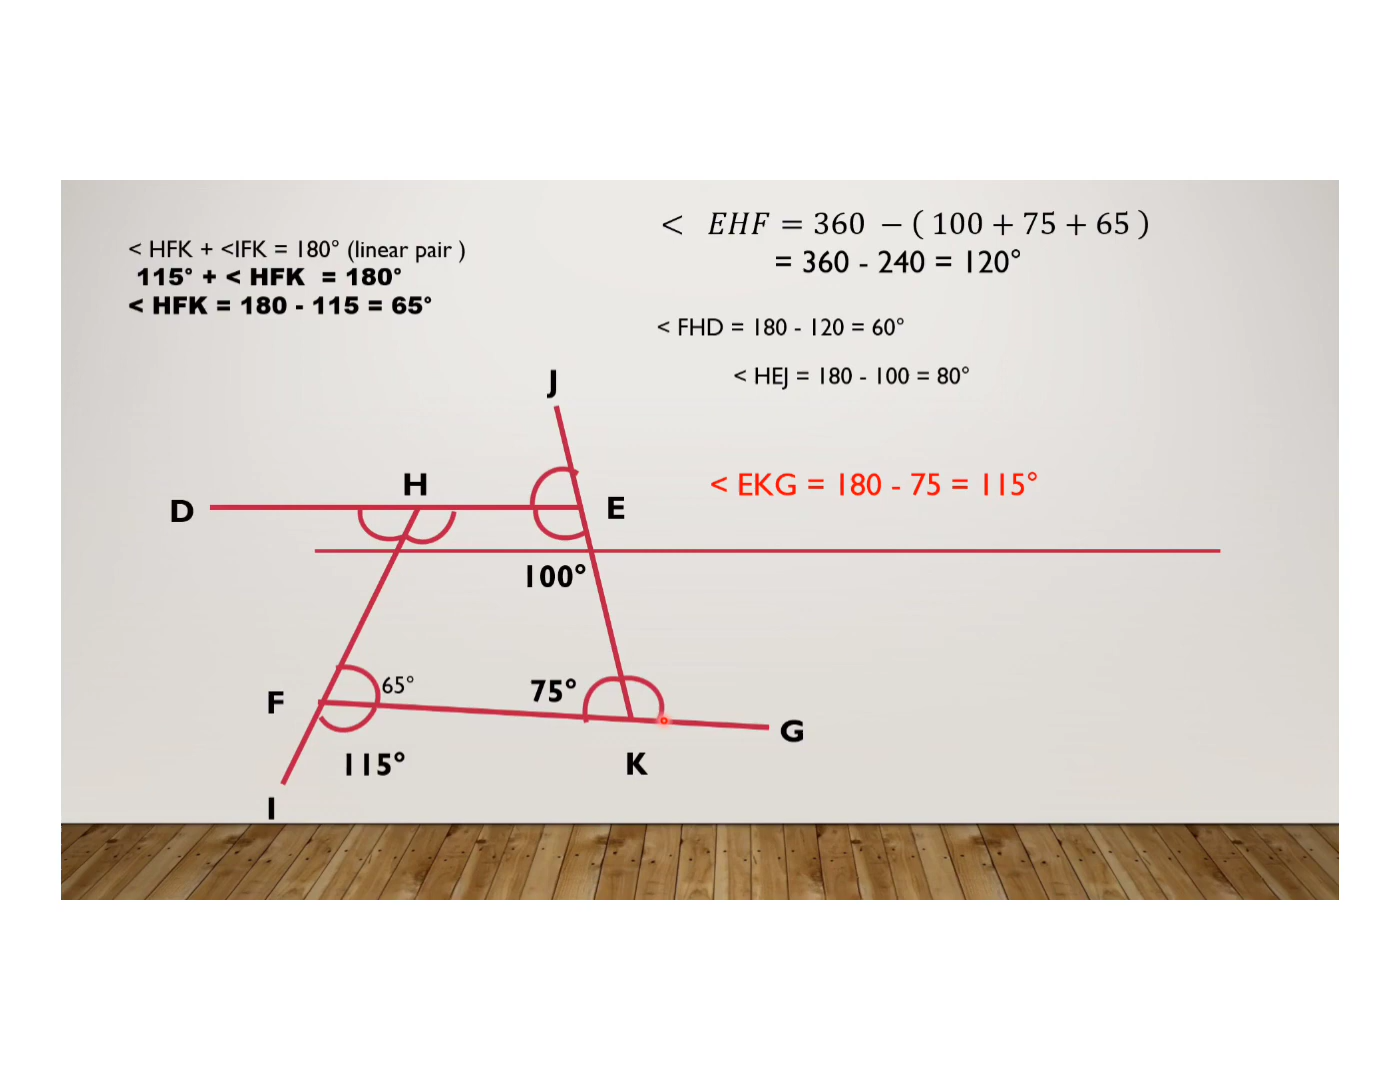 < HFK + <IFK = 180° (linear pair )
115° + < HFK = 180°
< HFK = 180 - 115 = 65°
< EHF = 360 − ( 100 + 75 + 65 )
= 360 - 240 = 120°
< FHD = 180 - 120 = 60°
< HEJ = 180 - 100 = 80°
J
H
< EKG = 180 - 75 = 115°
D
E
100°
F
65°
75°
G
115°
K
I